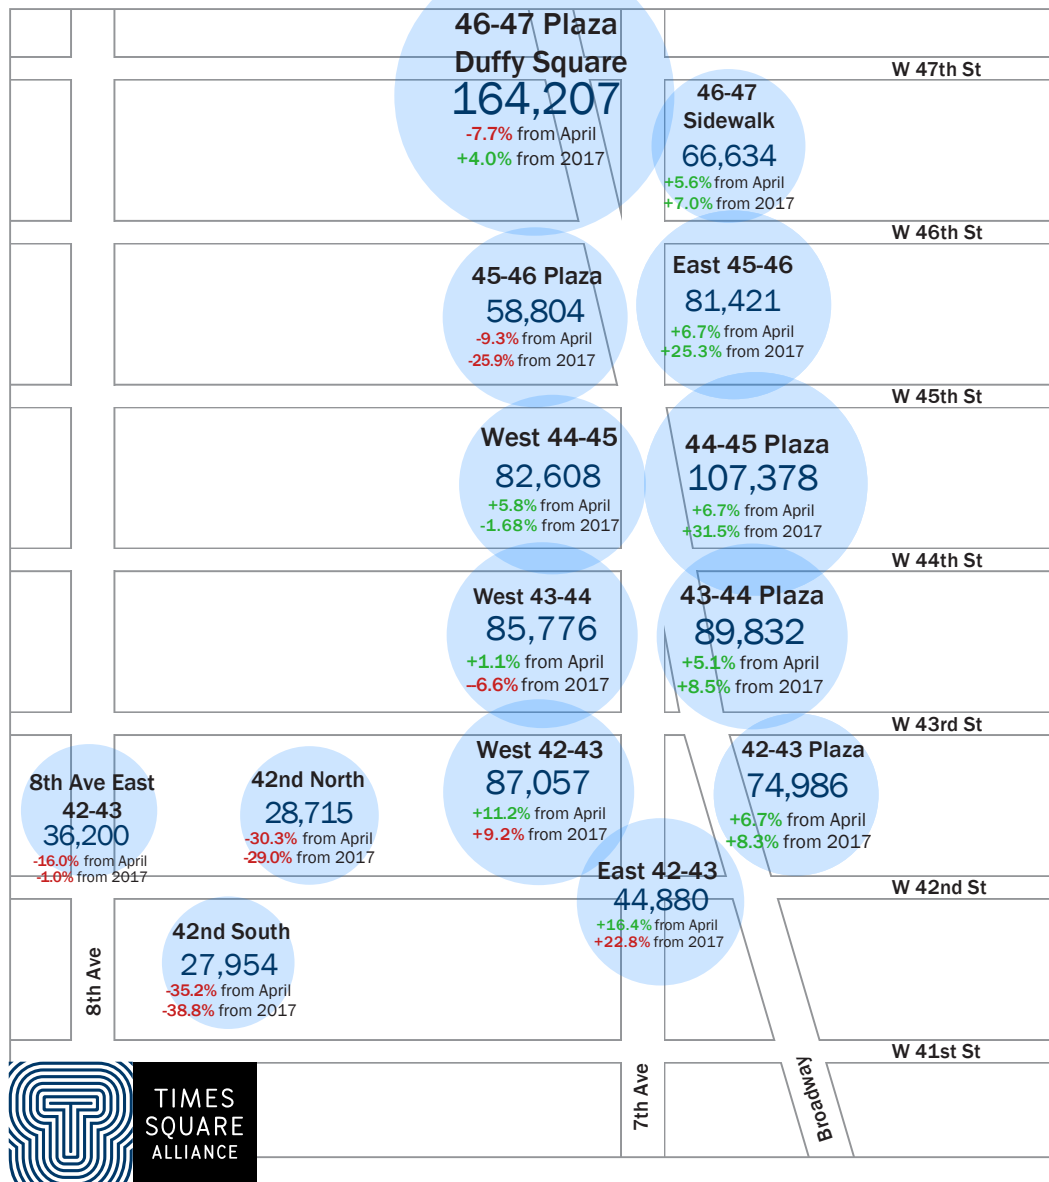 46-47 Plaza
Duffy Square
164,207
-7.7% from April
+4.0% from 2017
W 47th St
46-47
Sidewalk
66,634
+5.6% from April
+7.0% from 2017
W 46th St
45-46 Plaza
58,804
-9.3% from April
-25.9% from 2017
East 45-46
81,421
+6.7% from April
+25.3% from 2017
W 45th St
West 44-45
82,608
+5.8% from April
-1.68% from 2017
44-45 Plaza
107,378
+6.7% from April
+31.5% from 2017
W 44th St
West 43-44
85,776
+1.1% from April
--6.6% from 2017
43-44 Plaza
89,832
+5.1% from April
+8.5% from 2017
W 43rd St
8th Ave East
42-43
36,200
-16.0% from April
-1.0% from 2017
42nd North
28,715
-30.3% from April
-29.0% from 2017
West 42-43
87,057
+11.2% from April
+9.2% from 2017
42-43 Plaza
74,986
+6.7% from April
+8.3% from 2017
East 42-43
44,880
+16.4% from April
+22.8% from 2017
W 42nd St
42nd South
27,954
-35.2% from April
-38.8% from 2017
8th Ave
W 41st St
7th Ave
Broadway
TIMES
SQUARE
ALLIANCE